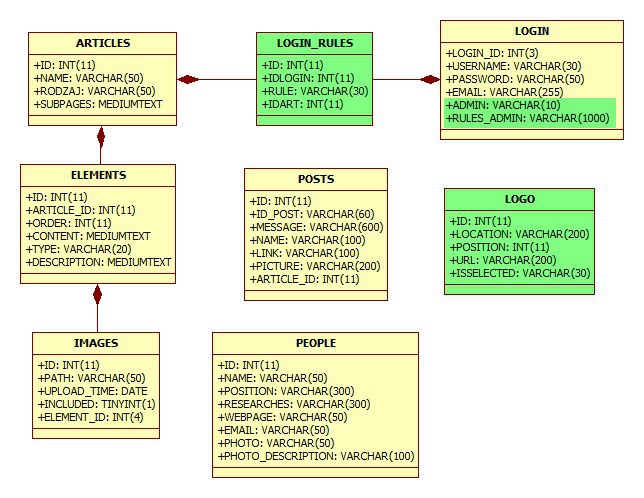 ARTICLES
+ID: INT(11)
+NAME: VARCHAR(50)
+RODZAJ: VARCHAR(50)
+SUBPAGES: MEDIUMTEXT
LOGIN_RULES
+ID: INT(11)
+IDLOGIN: INT(11)
+RULE: VARCHAR(30)
+IDART: INT(11)
LOGIN
+LOGIN_ID: INT(3)
+USERNAME: VARCHAR(30)
+PASSWORD: VARCHAR(50)
+EMAIL: VARCHAR(255)
+ADMIN: VARCHAR(10)
+RULES_ADMIN: VARCHAR(1000)
ELEMENTS
+ID: INT(11)
+ARTICLE_ID: INT(11)
+ORDER: INT(11)
+CONTENT: MEDIUMTEXT
+TYPE: VARCHAR(20)
+DESCRIPTION: MEDIUMTEXT
POSTS
+ID: INT(11)
+ID_POST: VARCHAR(60)
+MESSAGE: VARCHAR(600)
+NAME: VARCHAR(100)
+LINK: VARCHAR(100)
+PICTURE: VARCHAR(200)
+ARTICLE_ID: INT(11)
LOGO
+ID: INT(11)
+LOCATION: VARCHAR(200)
+POSITION: INT(11)
+URL: VARCHAR(200)
+ISSELECTED: VARCHAR(30)
IMAGES
+ID: INT(11)
+PATH: VARCHAR(50)
+UPLOAD_TIME: DATE
+INCLUDED: TINYINT(1)
+ELEMENT_ID: INT(4)
PEOPLE
+ID: INT(11)
+NAME: VARCHAR(50)
+POSITION: VARCHAR(300)
+RESEARCHES: VARCHAR(300)
+WEBPAGE: VARCHAR(50)
+EMAIL: VARCHAR(50)
+PHOTO: VARCHAR(50)
+PHOTO_DESCRIPTION: VARCHAR(100)